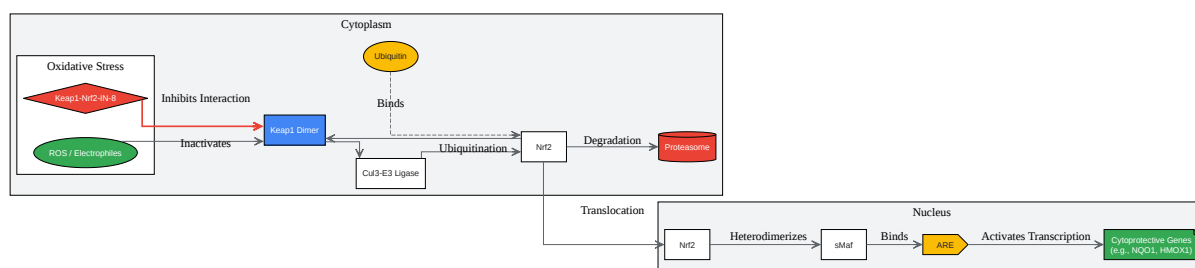 Cytoplasm
Oxidative Stress
Ubiquitin
Keap1-Nrf2-IN-8
Inhibits Interaction
Binds
Keap1 Dimer
Inactivates
ROS / Electrophiles
Ubiquitination
Nrf2
Degradation
Proteasome
Cul3-E3 Ligase
Translocation
Nucleus
Nrf2
Heterodimerizes
sMaf
Binds
ARE
Activates Transcription
Cytoprotective Genes
(e.g., NQO1, HMOX1)